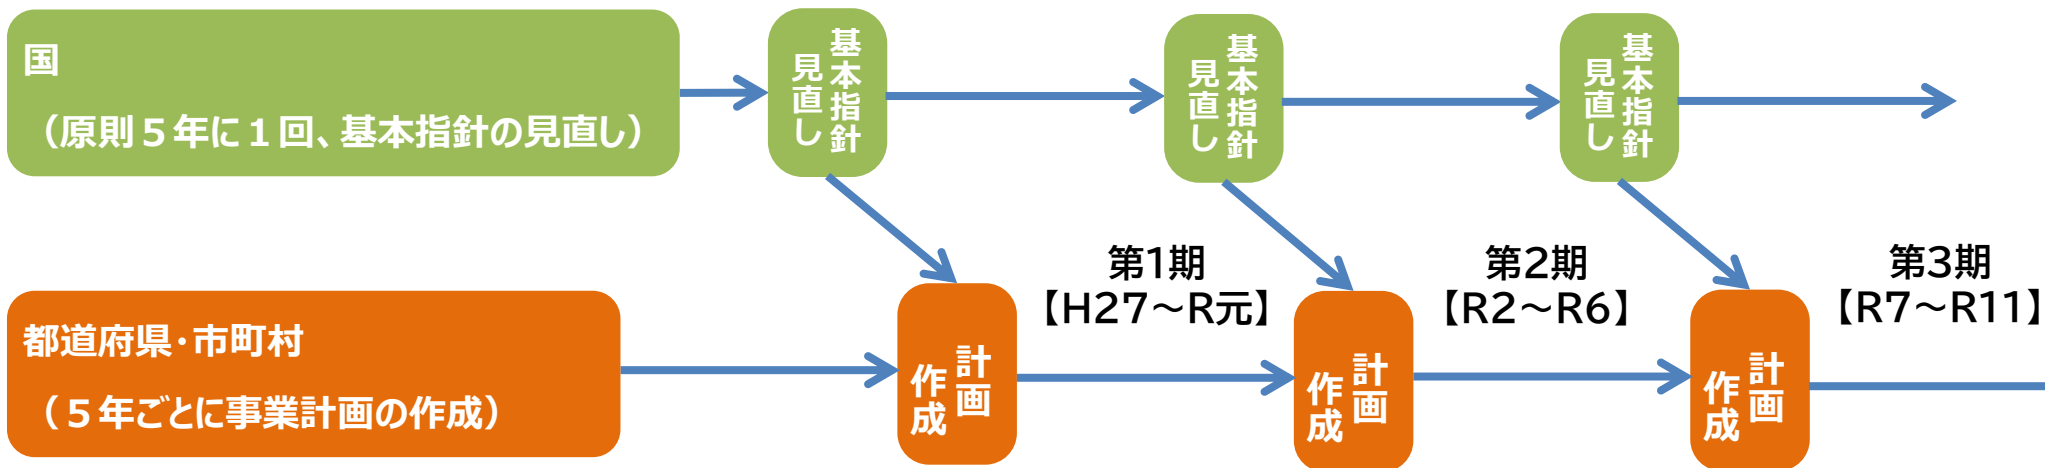 国
（原則５年に１回、基本指針の見直し）
基本指針
見直し
基本指針
見直し
基本指針
見直し
第1期
【H27～R元】
第2期
【R2～R6】
第3期
【R7～R11】
都道府県・市町村
（５年ごとに事業計画の作成）
計画
作成
計画
作成
計画
作成